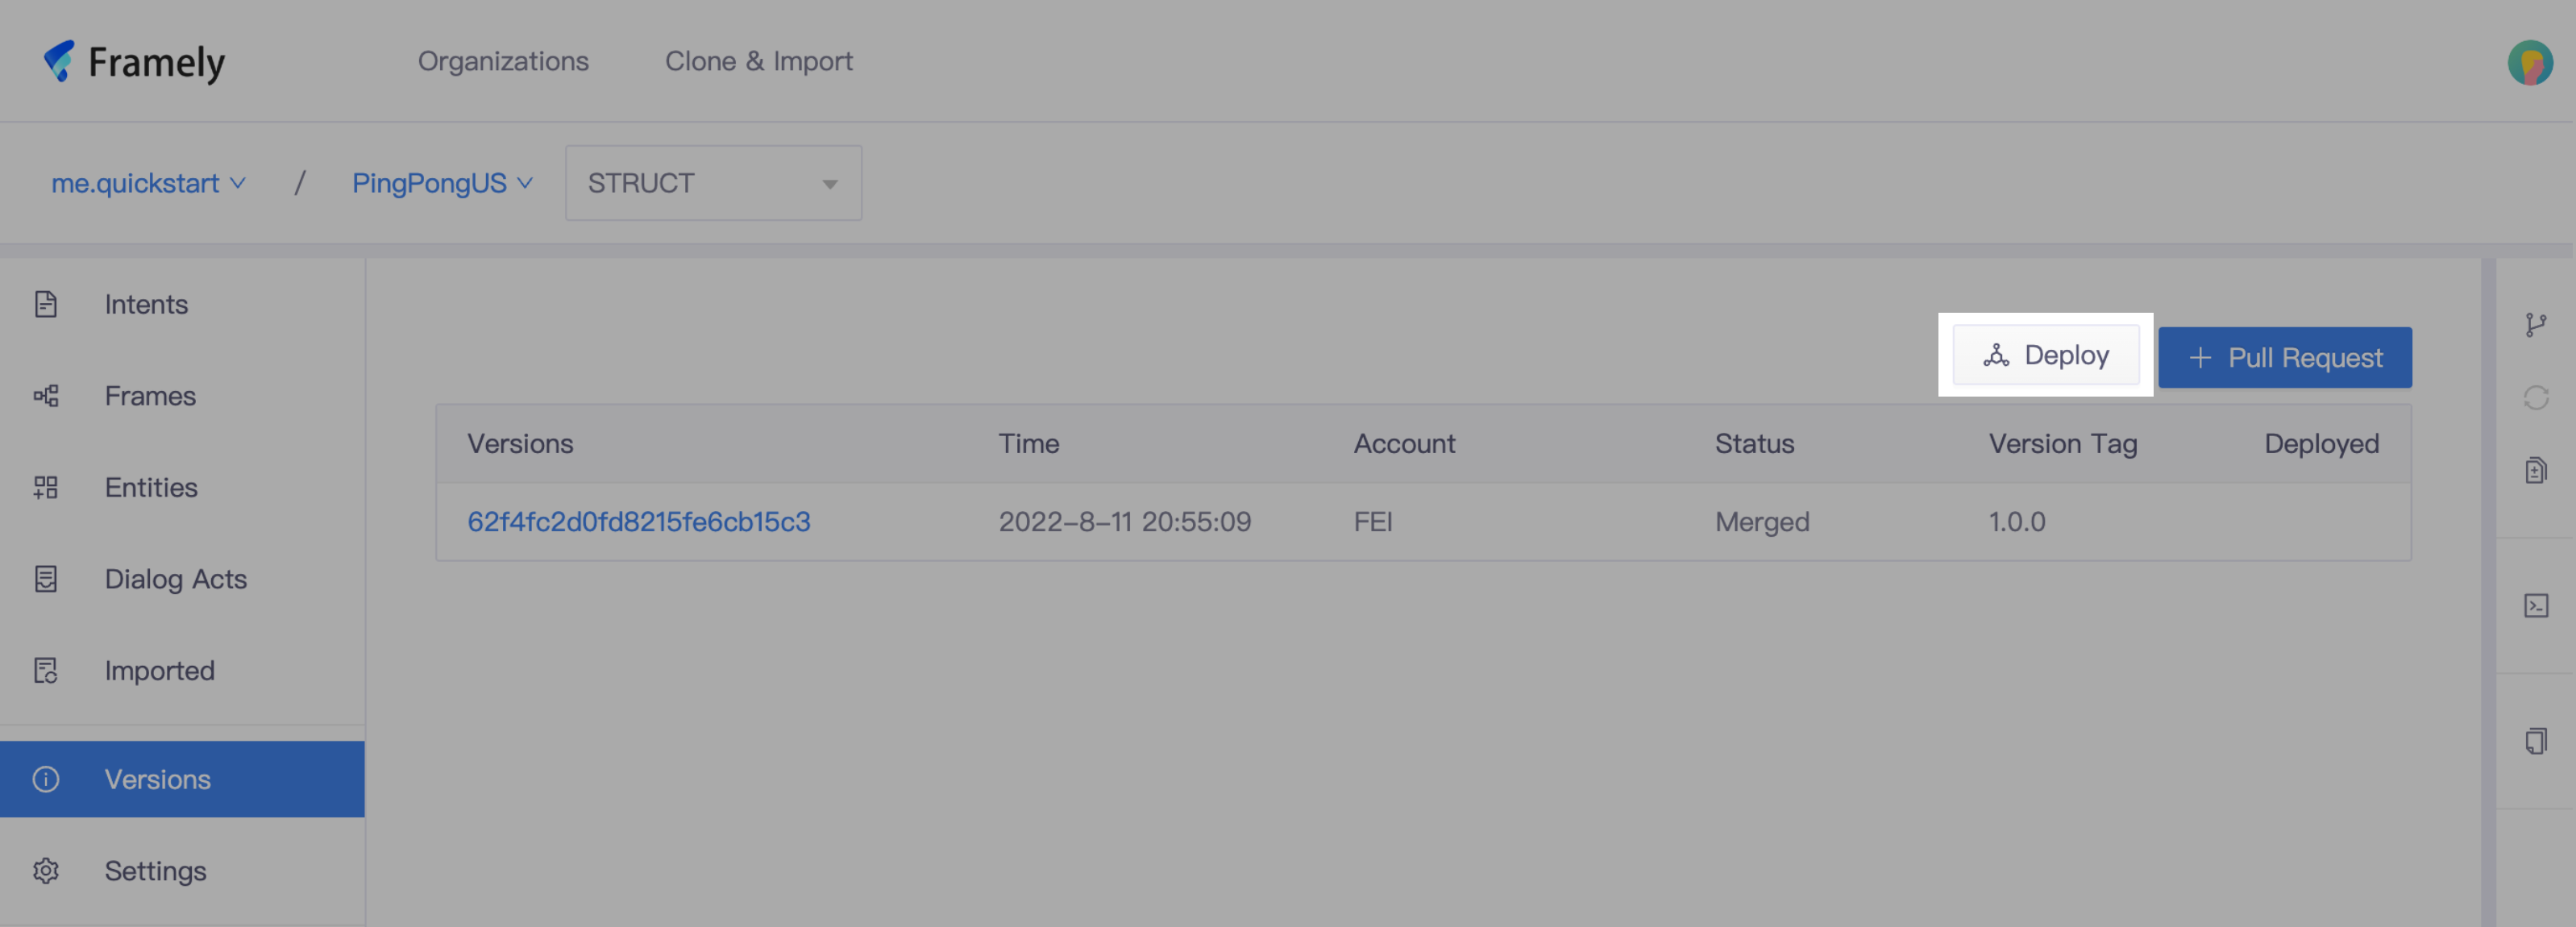 Framely
Organizations
Clone & Import
me.quickstart / PingPongUS STRUCT
Intents
Frames
Entities
Dialog Acts
Imported
Versions
Settings
Deploy
+ Pull Request
Versions Time Account Status Version Tag Deployed
62f4fc2d0fd8215fe6cb15c3 2022-8-11 20:55:09 FEI Merged 1.0.0